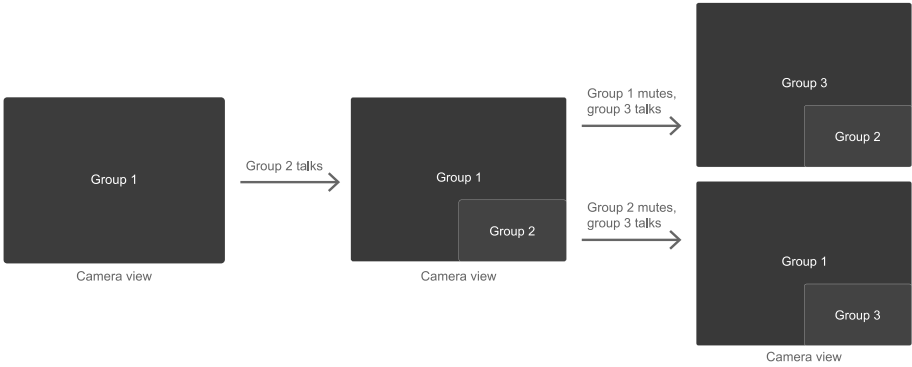 Group 1
Camera view
Group 2 talks
Group 1
Group 2
Camera view
Group 1 mutes,
group 3 talks
Group 3
Group 2
Group 2 mutes,
group 3 talks
Group 1
Group 3
Camera view